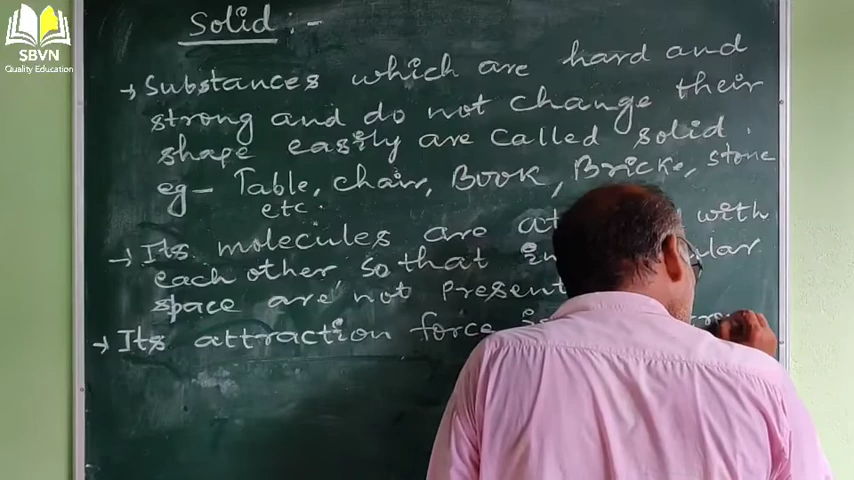 SBVN
Quality Education
Solid :-
→ Substances which are hard and
strong and do not change their
shape easily are called solid.
eg- Table, chair, Book, Bricke, stone
etc.
→ Its molecules are with
each other so that
space are not present
→ Its attraction force